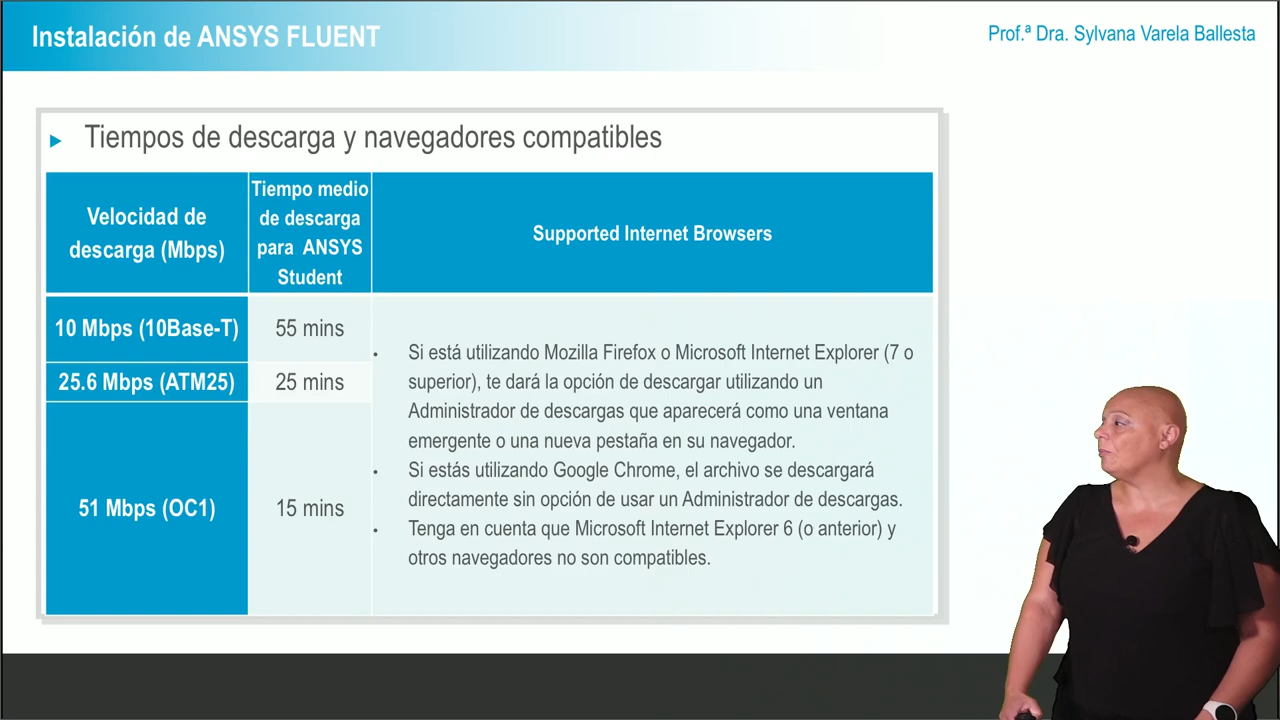 Instalación de ANSYS FLUENT
Prof.ª Dra. Sylvana Varela Ballesta
Tiempos de descarga y navegadores compatibles
Velocidad de
descarga (Mbps)
Tiempo medio
de descarga
para ANSYS
Student
Supported Internet Browsers
10 Mbps (10Base-T)
55 mins
25.6 Mbps (ATM25)
25 mins
51 Mbps (OC1)
15 mins
• Si está utilizando Mozilla Firefox o Microsoft Internet Explorer (7 o
superior), te dará la opción de descargar utilizando un
Administrador de descargas que aparecerá como una ventana
emergente o una nueva pestaña en su navegador.
• Si estás utilizando Google Chrome, el archivo se descargará
directamente sin opción de usar un Administrador de descargas.
• Tenga en cuenta que Microsoft Internet Explorer 6 (o anterior) y
otros navegadores no son compatibles.